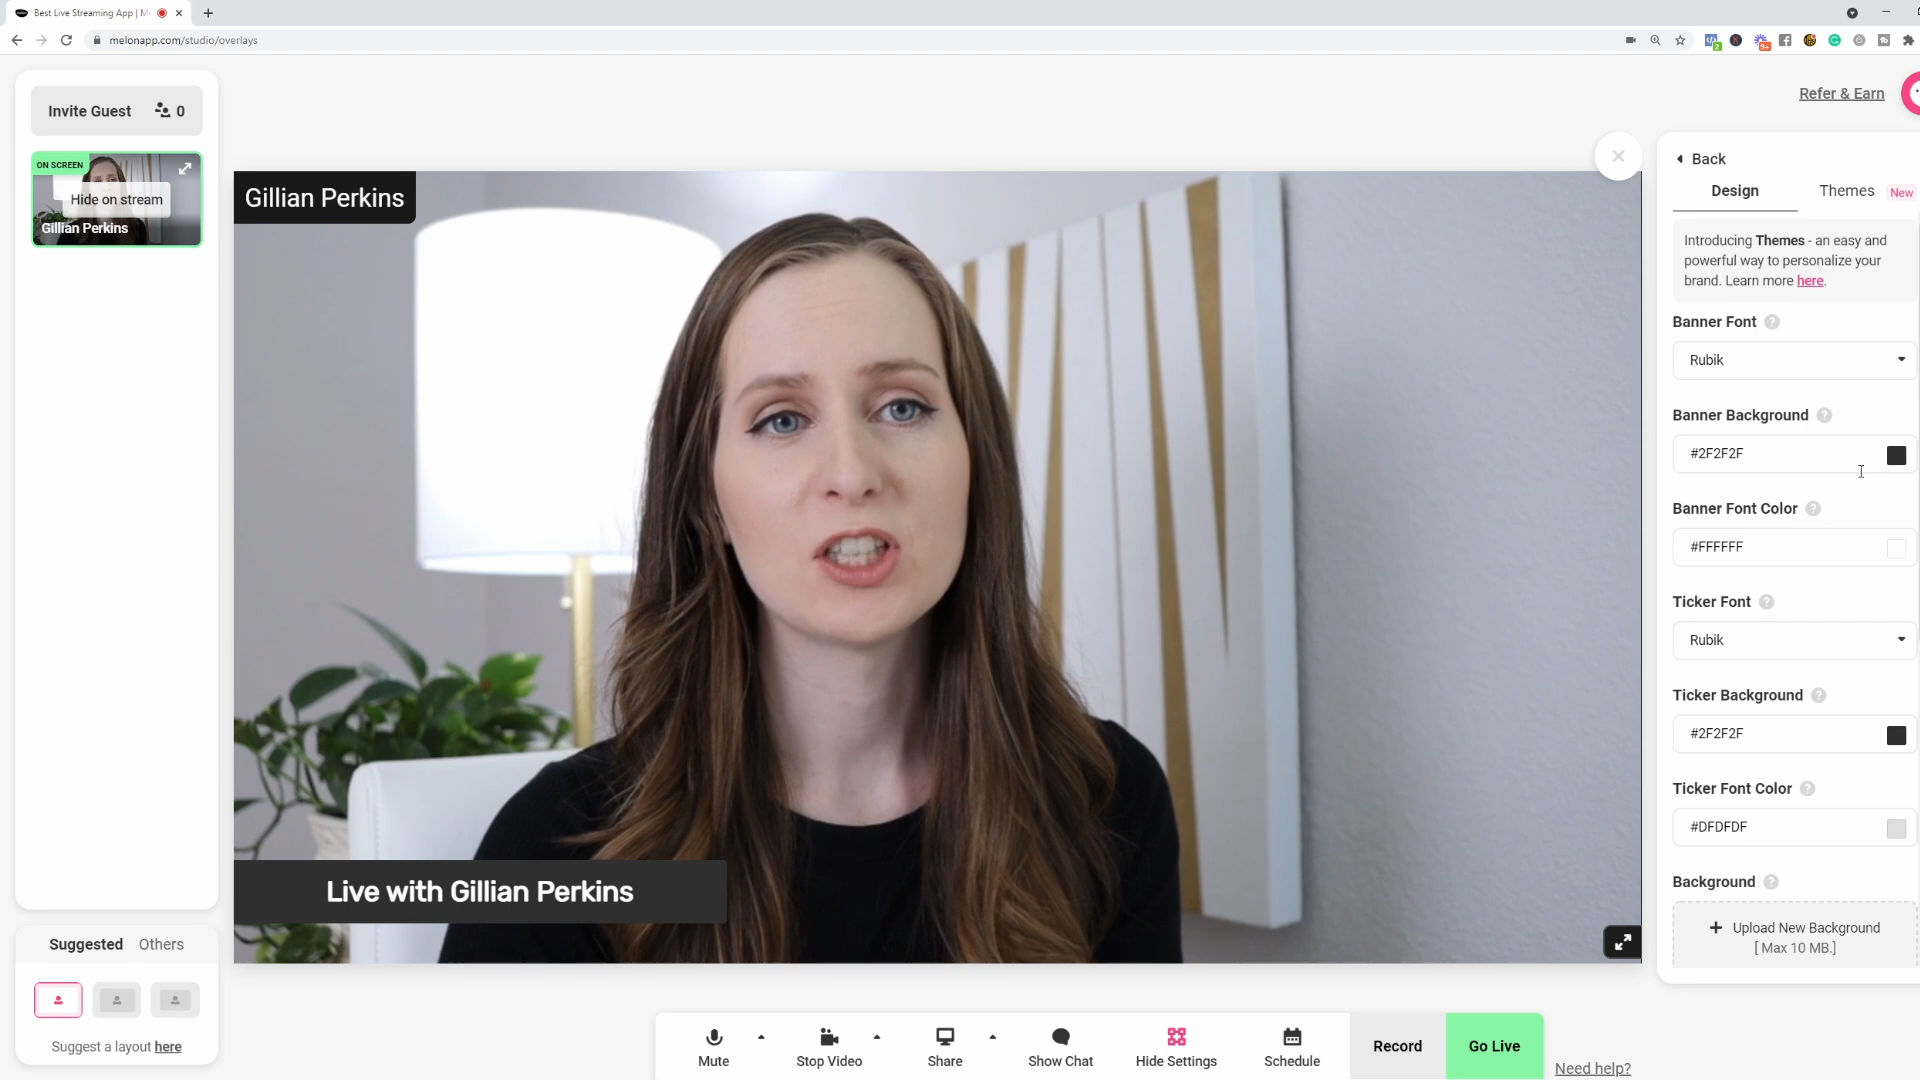 Best Live Streaming App | M
melonapp.com/studio/overlays
2
9+
Invite Guest
0
ON SCREEN
Hide on stream
Gillian Perkins
Suggested
Others
Suggest a layout here
Gillian Perkins
Live with Gillian Perkins
Refer & Earn
Back
Design
Themes
New
Introducing Themes - an easy and
powerful way to personalize your
brand. Learn more here.
Banner Font ?
Rubik
Banner Background ?
#2F2F2F
Banner Font Color ?
#FFFFFF
Ticker Font ?
Rubik
Ticker Background ?
#2F2F2F
Ticker Font Color ?
#DFDFDF
Background ?
+ Upload New Background
[ Max 10 MB.]
Mute
Stop Video
Share
Show Chat
Hide Settings
Schedule
Record
Go Live
Need help?